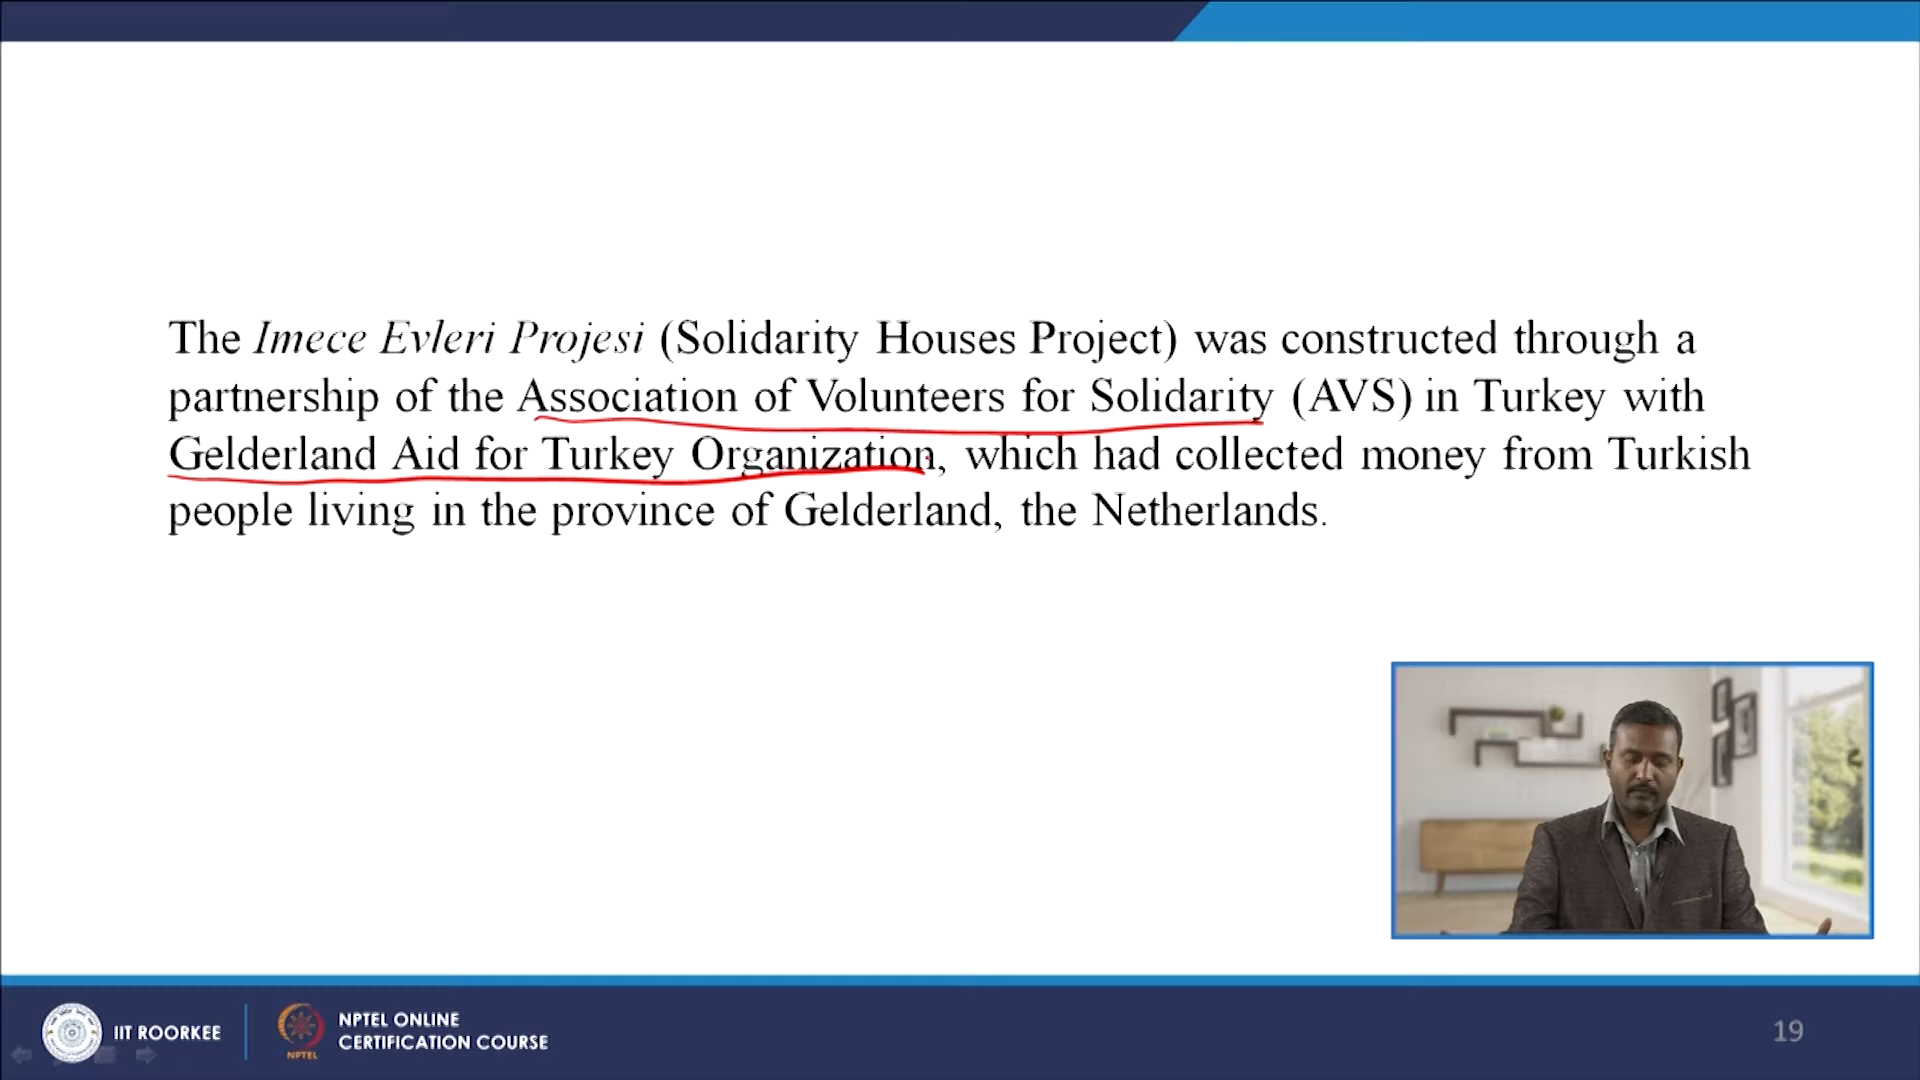 The Imece Evleri Projesi (Solidarity Houses Project) was constructed through a
partnership of the Association of Volunteers for Solidarity (AVS) in Turkey with
Gelderland Aid for Turkey Organization, which had collected money from Turkish
people living in the province of Gelderland, the Netherlands.
IIT ROORKEE
NPTEL
NPTEL ONLINE
CERTIFICATION COURSE
19